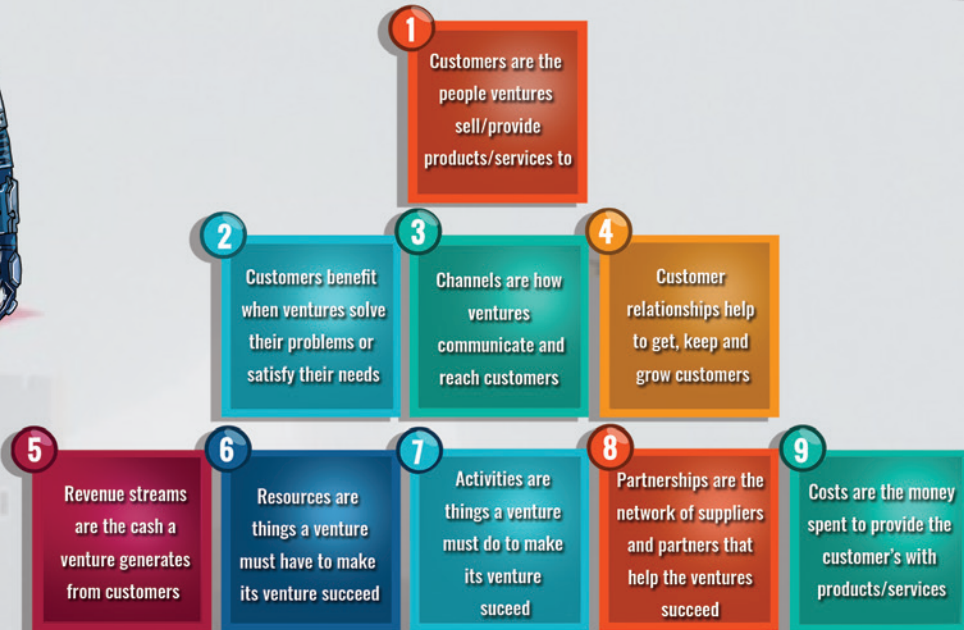 1
Customers are the
people ventures
sell/provide
products/services to
2
Customers benefit
when ventures solve
their problems or
satisfy their needs
3
Channels are how
ventures
communicate and
reach customers
4
Customer
relationships help
to get, keep and
grow customers
5
Revenue streams
are the cash a
venture generates
from customers
6
Resources are
things a venture
must have to make
its venture succeed
7
Activities are
things a venture
must do to make
its venture
suceed
8
Partnerships are the
network of suppliers
and partners that
help the ventures
succeed
9
Costs are the money
spent to provide the
customer's with
products/services